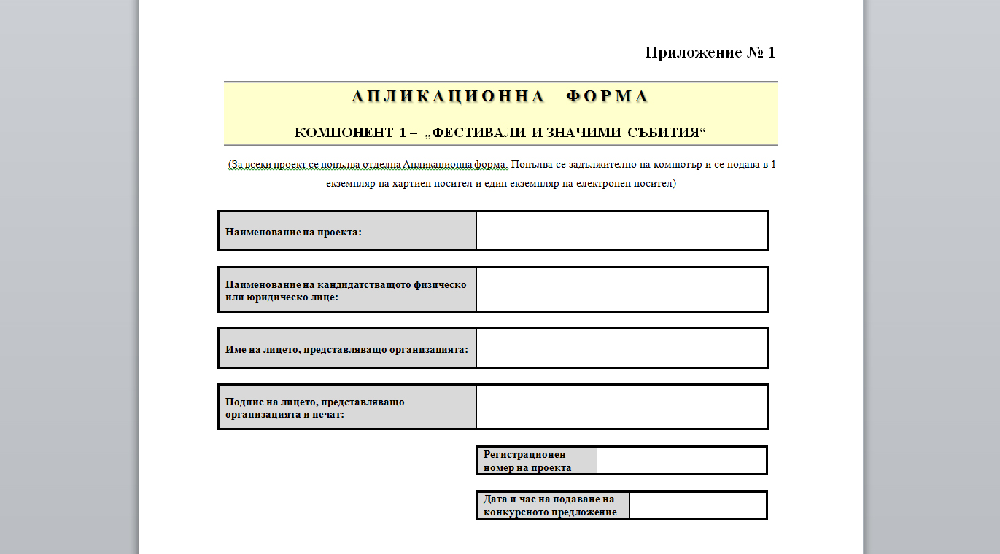 Приложение № 1
АПЛИКАЦИОННА ФОРМА
КОМПОНЕНТ 1 – „ФЕСТИВАЛИ И ЗНАЧИМИ СЪБИТИЯ“
(За всеки проект се попълва отделна Апликационна форма. Попълва се задължително на компютър и се подава в 1
екземпляр на хартиен носител и един екземпляр на електронен носител)
Наименование на проекта:
Наименование на кандидатстващото физическо
или юридическо лице:
Име на лицето, представляващо организацията:
Подпис на лицето, представляващо
организацията и печат:
Регистрационен
номер на проекта
Дата и час на подаване на
конкурсното предложение